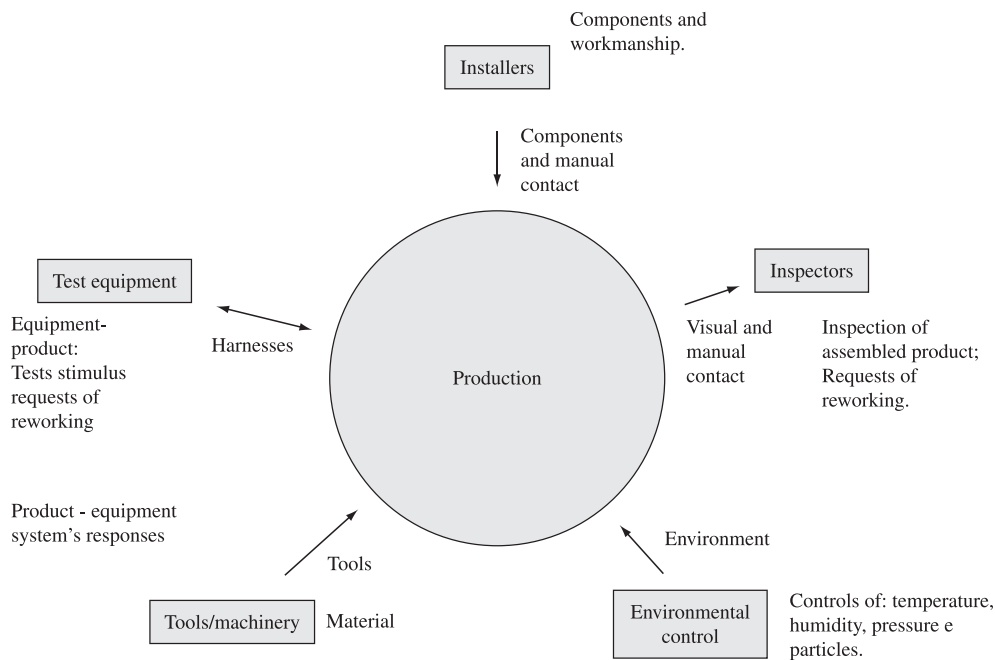 Components and
workmanship.
Installers
Components
and manual
contact
Test equipment
Equipment-
product:
Tests stimulus
requests of
reworking
Harnesses
Production
Inspectors
Visual and
manual
contact
Inspection of
assembled product;
Requests of
reworking.
Product - equipment
system's responses
Tools
Tools/machinery
Material
Environment
Environmental
control
Controls of: temperature,
humidity, pressure e
particles.